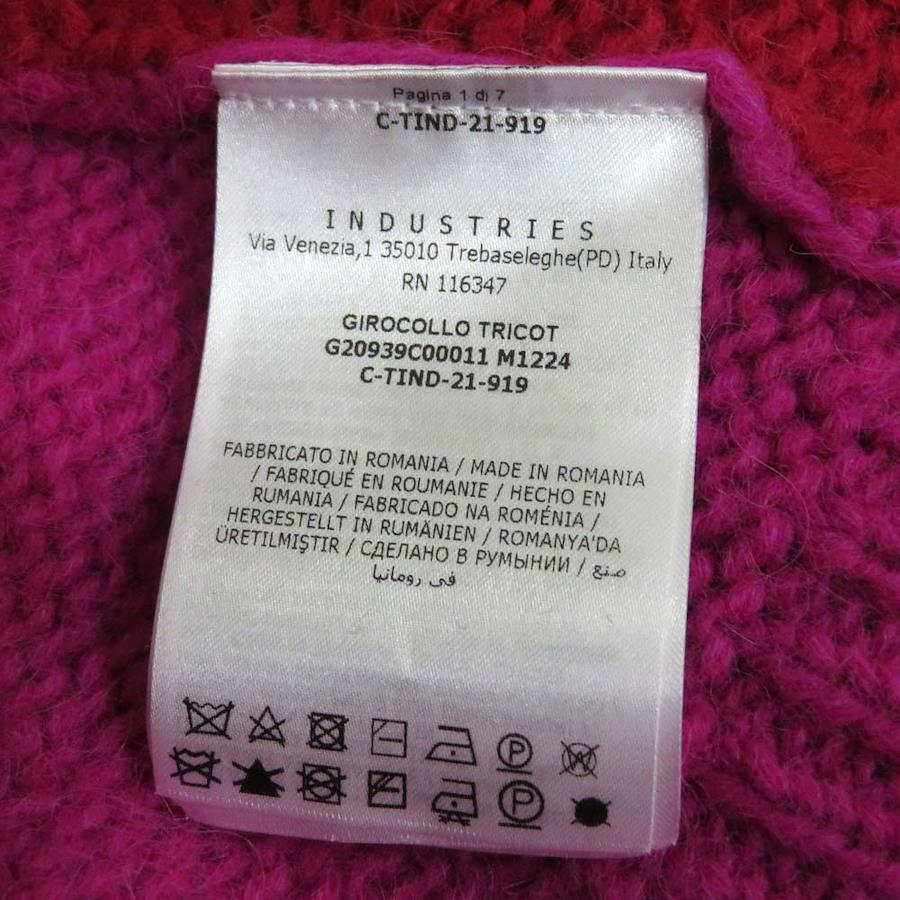 Pagina 1 di 7
C-TIND-21-919
INDUSTRIES
Via Venezia,1 35010 Trebaseleghe(PD) Italy
RN 116347
GIROCOLLO TRICOT
G20939C00011 M1224
C-TIND-21-919
FABBRICATO IN ROMANIA / MADE IN ROMANIA
/ FABRIQUÉ EN ROUMANIE / HECHO EN
RUMANIA / FABRICADO NA ROMÉNIA /
HERGESTELLT IN RUMÄNIEN / ROMANYA'DA
ÜRETILMIŞTIR / СДЕЛАНО В РУМЫНИИ / صنع
في رومانيا
P W
P